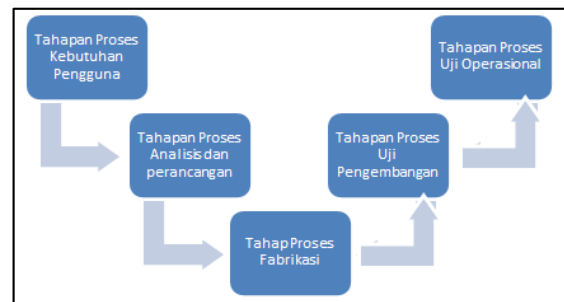 Tahapan Proses
Kebutuhan
Pengguna
Tahapan Proses
Analisis dan
perancangan
Tahap Proses
Fabrikasi
Tahapan Proses
Uji
Pengembangan
Tahapan Proses
Uji Operasional